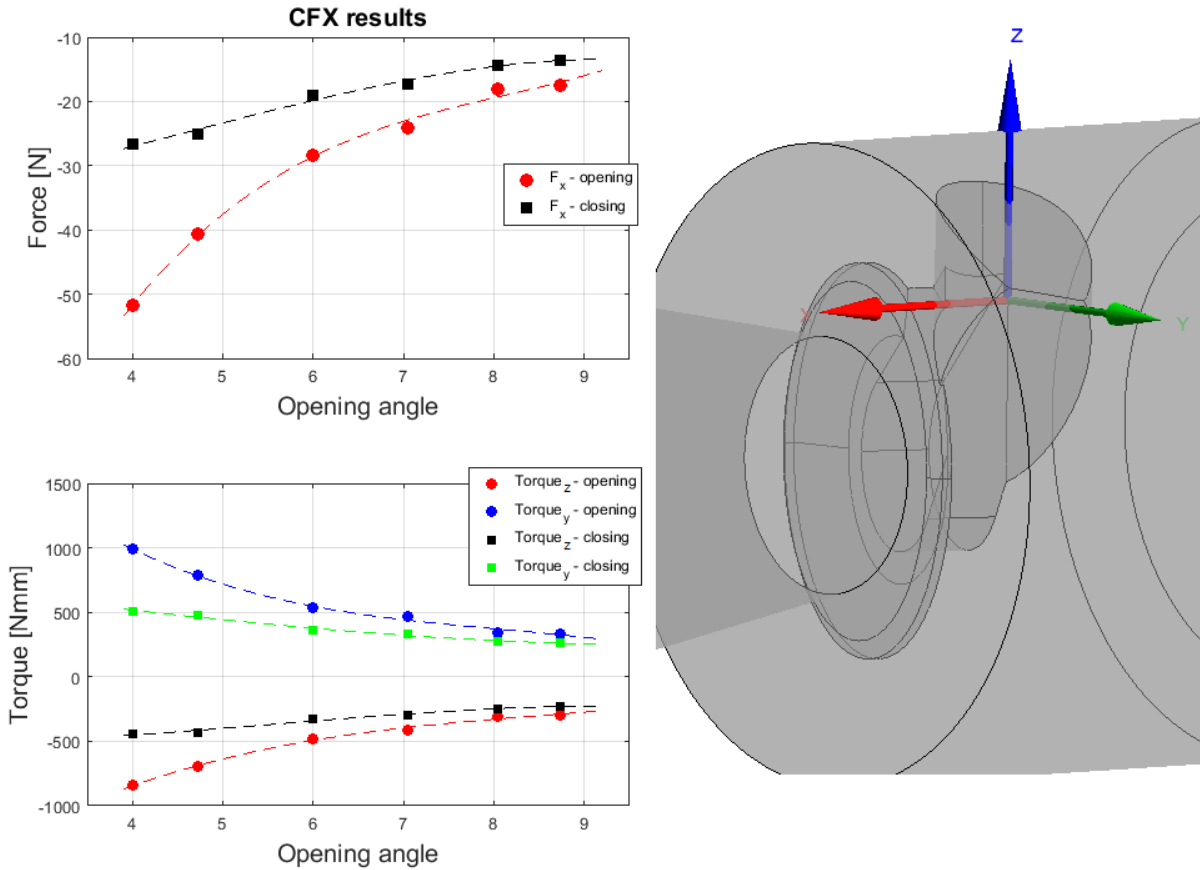 CFX results
-10
-20
-30
-40
-50
-60
Force [N]
F_x - opening
F_x - closing
4 5 6 7 8 9
Opening angle
1500
1000
500
0
-500
-1000
Torque [Nmm]
Torque_z - opening
Torque_y - opening
Torque_z - closing
Torque_y - closing
4 5 6 7 8 9
Opening angle
Z
X
Y